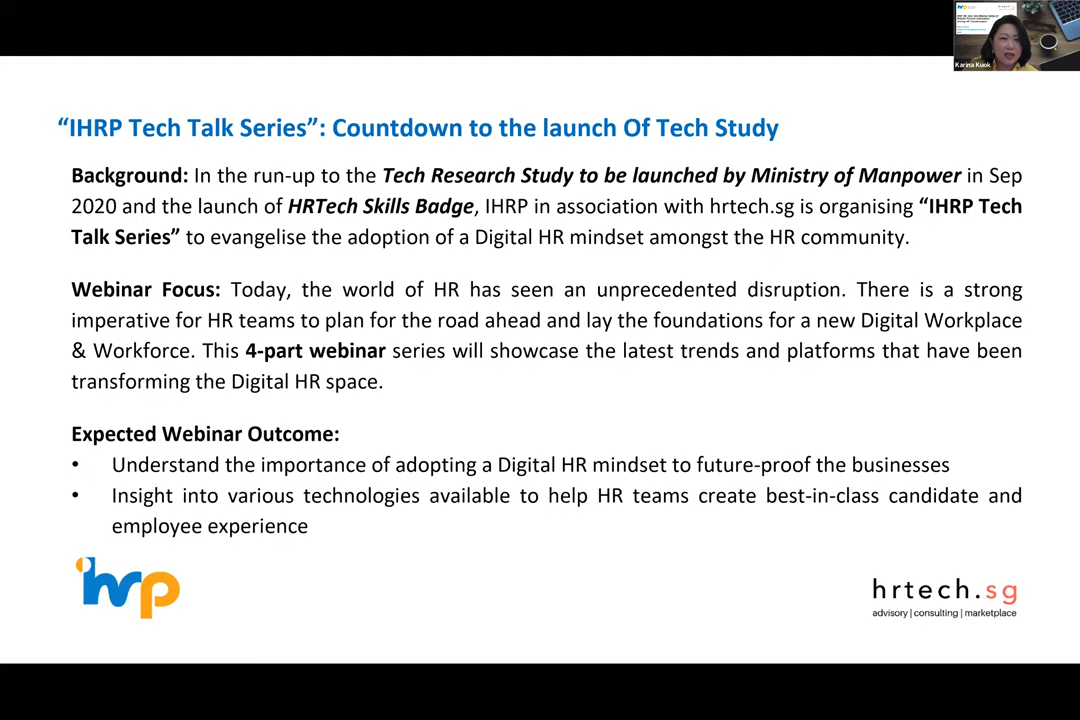 Karina Kuok
“IHRP Tech Talk Series”: Countdown to the launch Of Tech Study
Background: In the run-up to the Tech Research Study to be launched by Ministry of Manpower in Sep
2020 and the launch of HRTech Skills Badge, IHRP in association with hrtech.sg is organising “IHRP Tech
Talk Series” to evangelise the adoption of a Digital HR mindset amongst the HR community.
Webinar Focus: Today, the world of HR has seen an unprecedented disruption. There is a strong
imperative for HR teams to plan for the road ahead and lay the foundations for a new Digital Workplace
& Workforce. This 4-part webinar series will showcase the latest trends and platforms that have been
transforming the Digital HR space.
Expected Webinar Outcome:
• Understand the importance of adopting a Digital HR mindset to future-proof the businesses
• Insight into various technologies available to help HR teams create best-in-class candidate and
employee experience
ihrp
hrtech.sg
advisory | consulting | marketplace